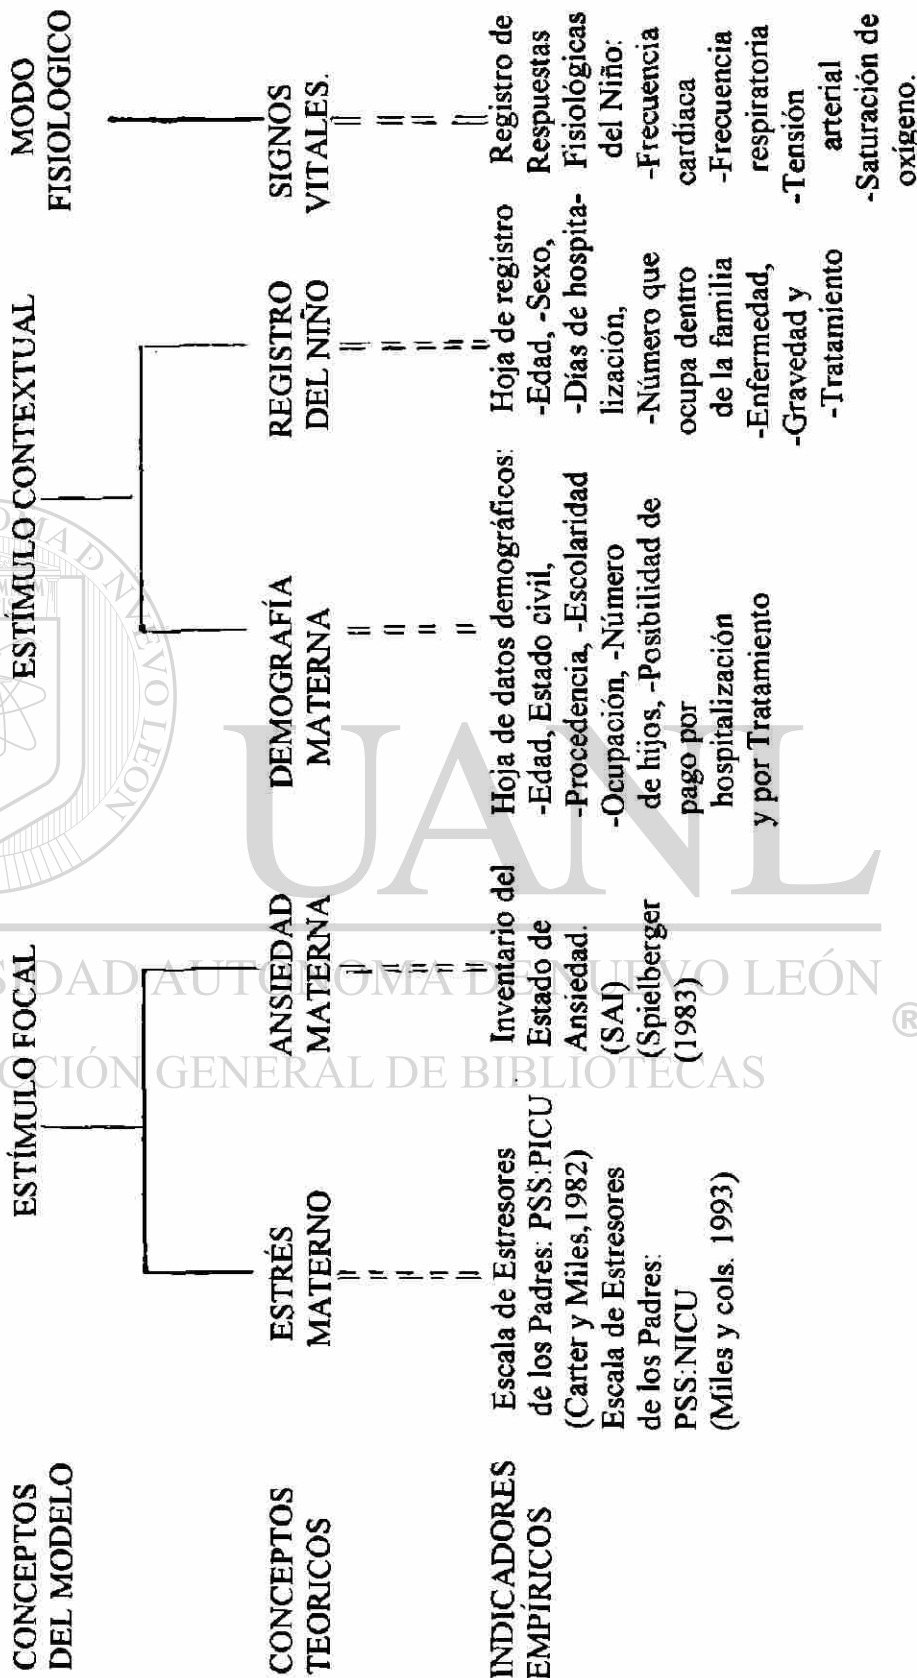 CONCEPTOS
DEL MODELO
ESTÍMULO FOCAL
ESTÍMULO CONTEXTUAL
MODO
FISIOLOGICO
CONCEPTOS
TEORICOS
ESTRÉS
MATERNO
ANSIEDAD
MATERNA
DEMOGRAFÍA
MATERNA
REGISTRO
DEL NIÑO
SIGNOS
VITALES.
INDICADORES
EMPÍRICOS
Escala de Estresores
de los Padres: PSS:PICU
(Carter y Miles,1982)
Escala de Estresores
de los Padres:
PSS:NICU
(Miles y cols. 1993)
Inventario del
Estado de
Ansiedad.
(SAI)
(Spielberger
(1983)
Hoja de datos demográficos:
-Edad, Estado civil,
-Procedencia, -Escolaridad
-Ocupación, -Número
de hijos, -Posibilidad de
pago por
hospitalización
y por Tratamiento
Hoja de registro
-Edad, -Sexo,
-Días de hospita-
lización,
-Número que
ocupa dentro
de la familia
-Enfermedad,
-Gravedad y
-Tratamiento
Registro de
Respuestas
Fisiológicas
del Niño:
-Frecuencia
cardiaca
-Frecuencia
respiratoria
-Tensión
arterial
-Saturación de
oxígeno.
UANL
SIDAD AUTÓNOMA DE NUEVO LEÓN
®
CCIÓN GENERAL DE BIBLIOTECAS
OMA D NVEVO LEON